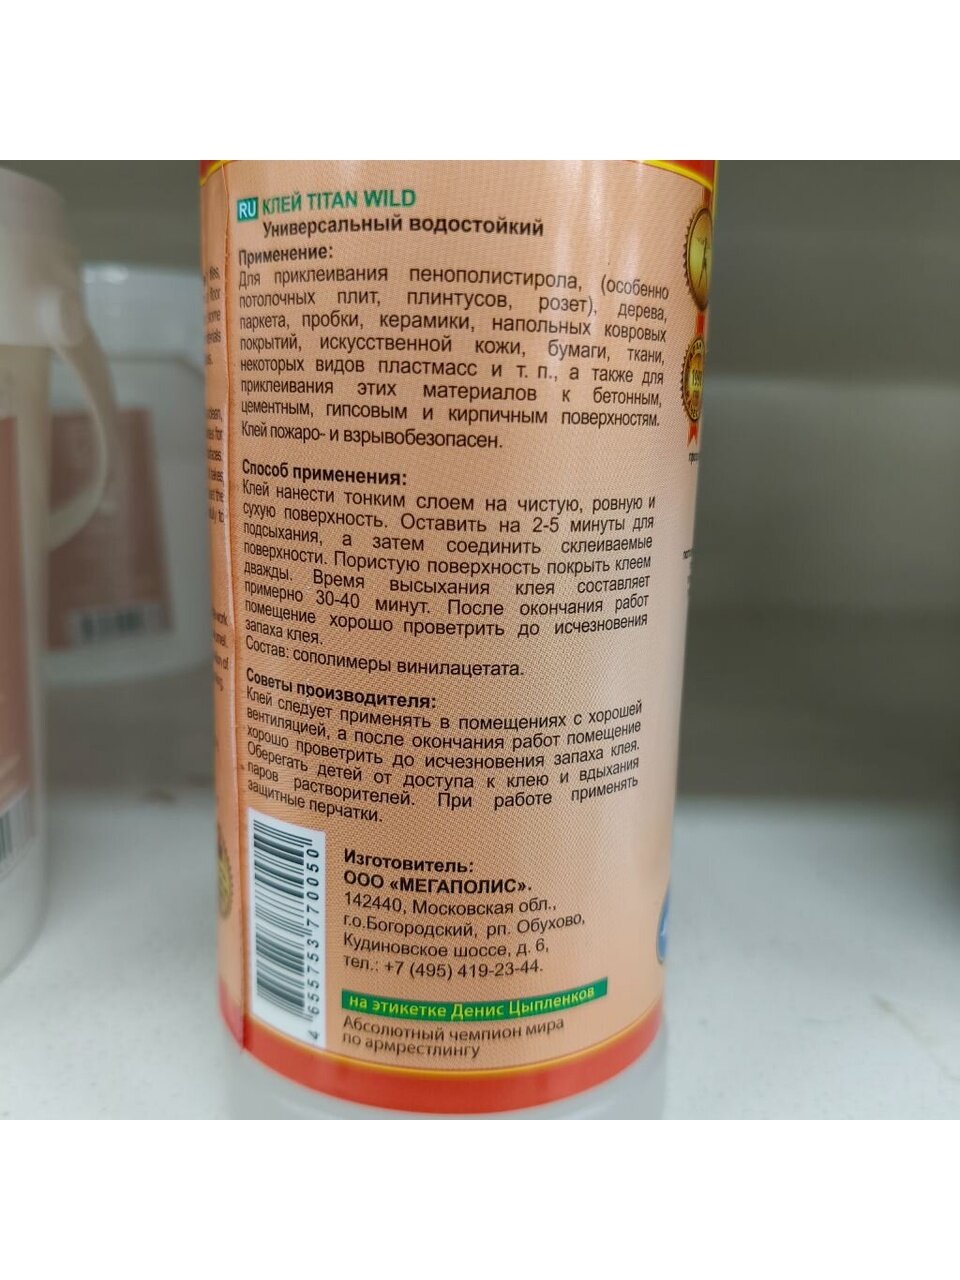 RU КЛЕЙ TITAN WILD
Универсальный водостойкий
Применение:
Для приклеивания пенополистирола, (особенно
потолочных плит, плинтусов, розет), дерева,
паркета, пробки, керамики, напольных ковровых
покрытий, искусственной кожи, бумаги, ткани,
некоторых видов пластмасс и т. п., а также для
приклеивания этих материалов к бетонным,
цементным, гипсовым и кирпичным поверхностям.
Клей пожаро- и взрывобезопасен.
Способ применения:
Клей нанести тонким слоем на чистую, ровную и
сухую поверхность. Оставить на 2-5 минуты для
подсыхания, а затем соединить склеиваемые
поверхности. Пористую поверхность покрыть клеем
дважды. Время высыхания клея составляет
примерно 30-40 минут. После окончания работ
помещение хорошо проветрить до исчезновения
запаха клея.
Состав: сополимеры винилацетата.
Советы производителя:
Клей следует применять в помещениях с хорошей
вентиляцией, а после окончания работ помещение
хорошо проветрить до исчезновения запаха клея.
Оберегать детей от доступа к клею и вдыхания
паров растворителей. При работе применять
защитные перчатки.
4 655753 770050
Изготовитель:
ООО «МЕГАПОЛИС».
142440, Московская обл.,
г.о.Богородский, рп. Обухово,
Кудиновское шоссе, д. 6,
тел.: +7 (495) 419-23-44.
на этикетке Денис Цыпленков
Абсолютный чемпион мира
по армрестлингу